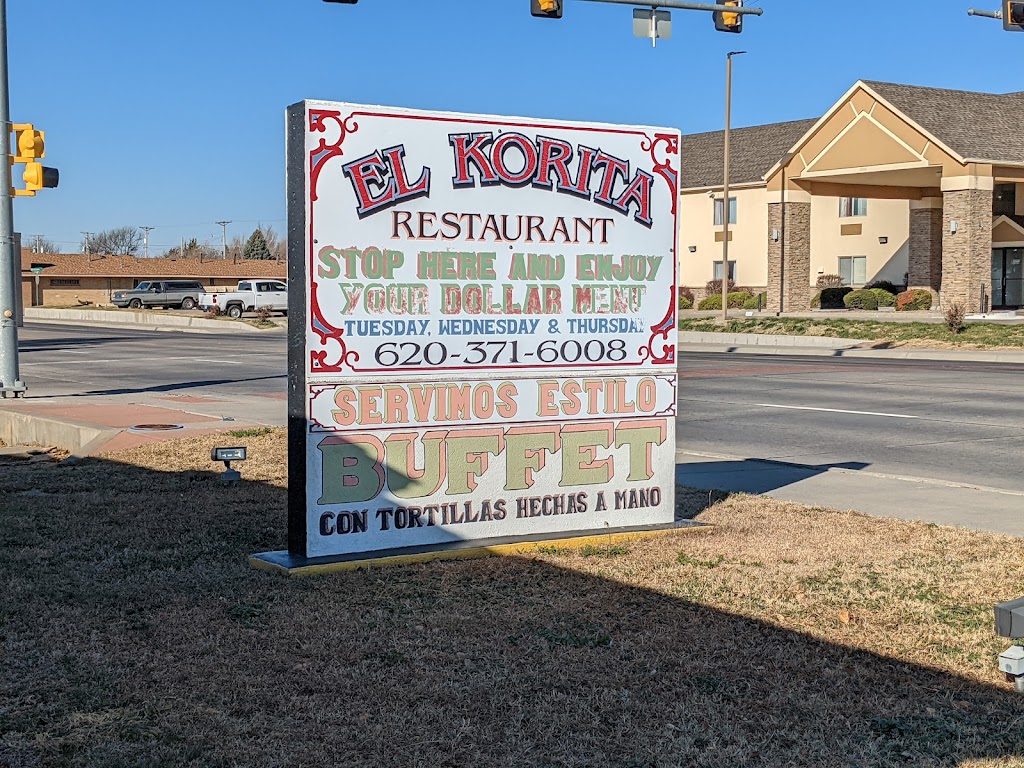 EL KORITA
RESTAURANT
STOP HERE AND ENJOY
YOUR DOLLAR MENT
TUESDAY, WEDNESDAY & THURSDAY
620-371-6008
SERVIMOS ESTILO
BUFFET
CON TORTILLAS HECHAS A MANO